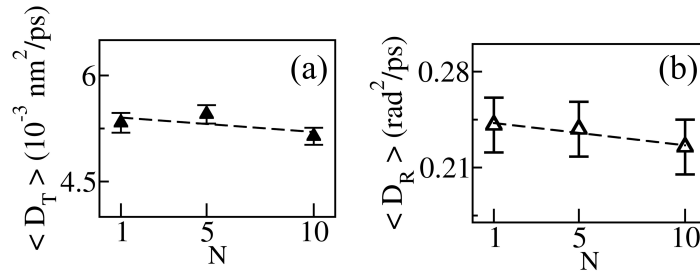 (a)
< D_T > (10^-3 nm^2/ps)
6
4.5
1 5 10
N
(b)
< D_R > (rad^2/ps)
0.28
0.21
1 5 10
N